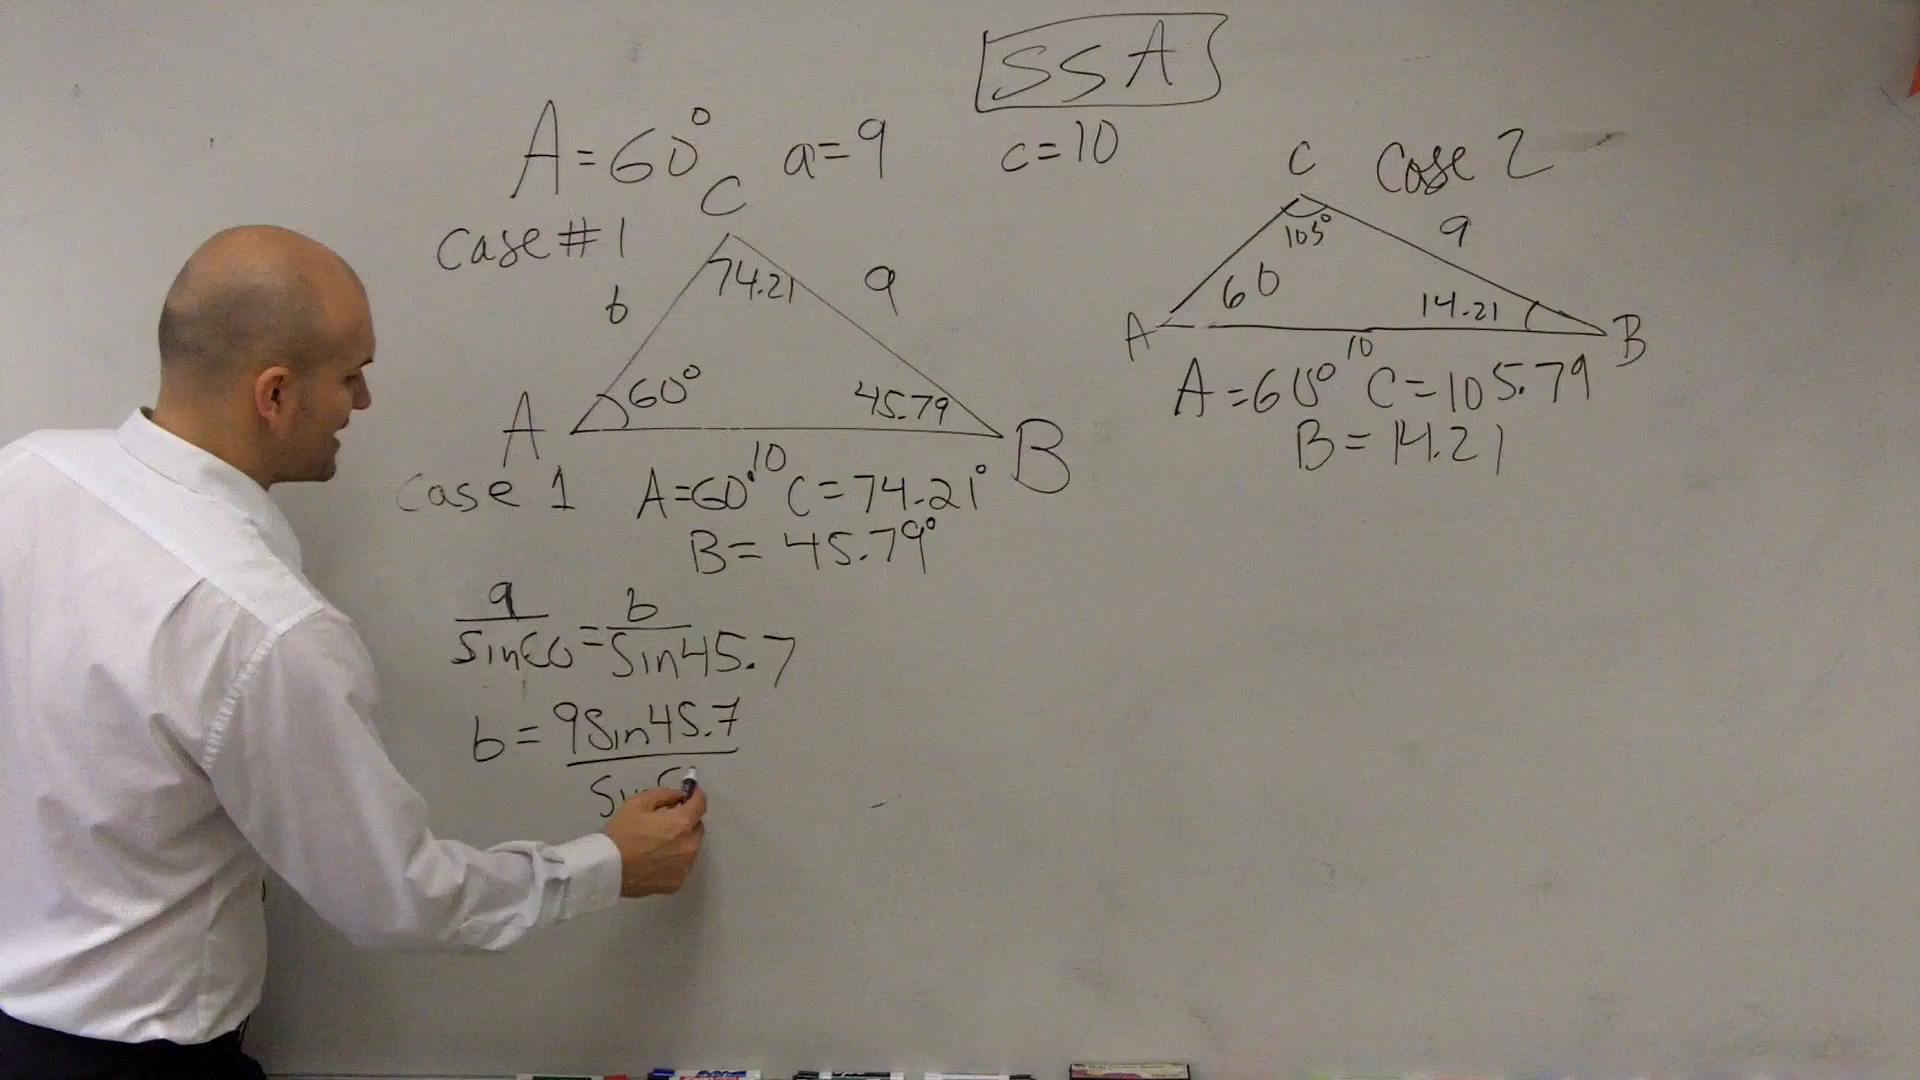 SSA
A=60° a=9 c=10
Case #1
C
b
74.21
9
A
60°
45.79
B
10
Case 1 A=60° C=74.21°
B=45.79°
9/Sin60 = b/Sin45.7
b = 9Sin45.7
Case 2
C
105°
9
60
14.21
A
B
10
A=60° C=105.79
B=14.21